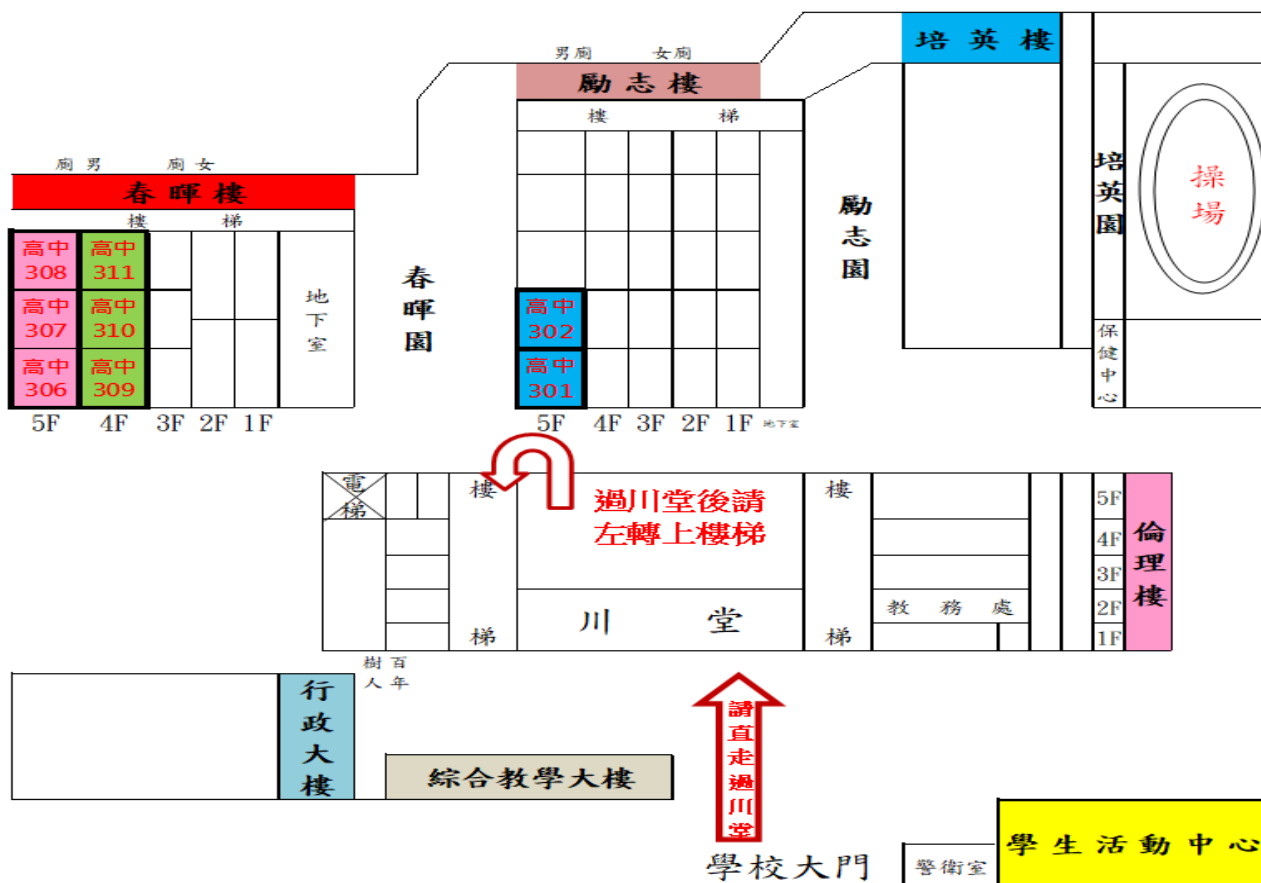 培英樓
男廁 女廁
勵志樓
樓 梯
廁男 廁女
春暉樓
樓 梯
高中
308
高中
311
高中
307
高中
310
高中
306
高中
309
地下室
5F 4F 3F 2F 1F
春暉園
高中
302
高中
301
5F 4F 3F 2F 1F 地下室
勵志園
培英園
操場
保健中心
電梯
樓梯
過川堂後請
左轉上樓梯
川 堂
樓梯
教務處
5F
4F
3F
2F
1F
倫理樓
樹百
人年
行政大樓
綜合教學大樓
請直走過川堂
學校大門
警衛室
學生活動中心